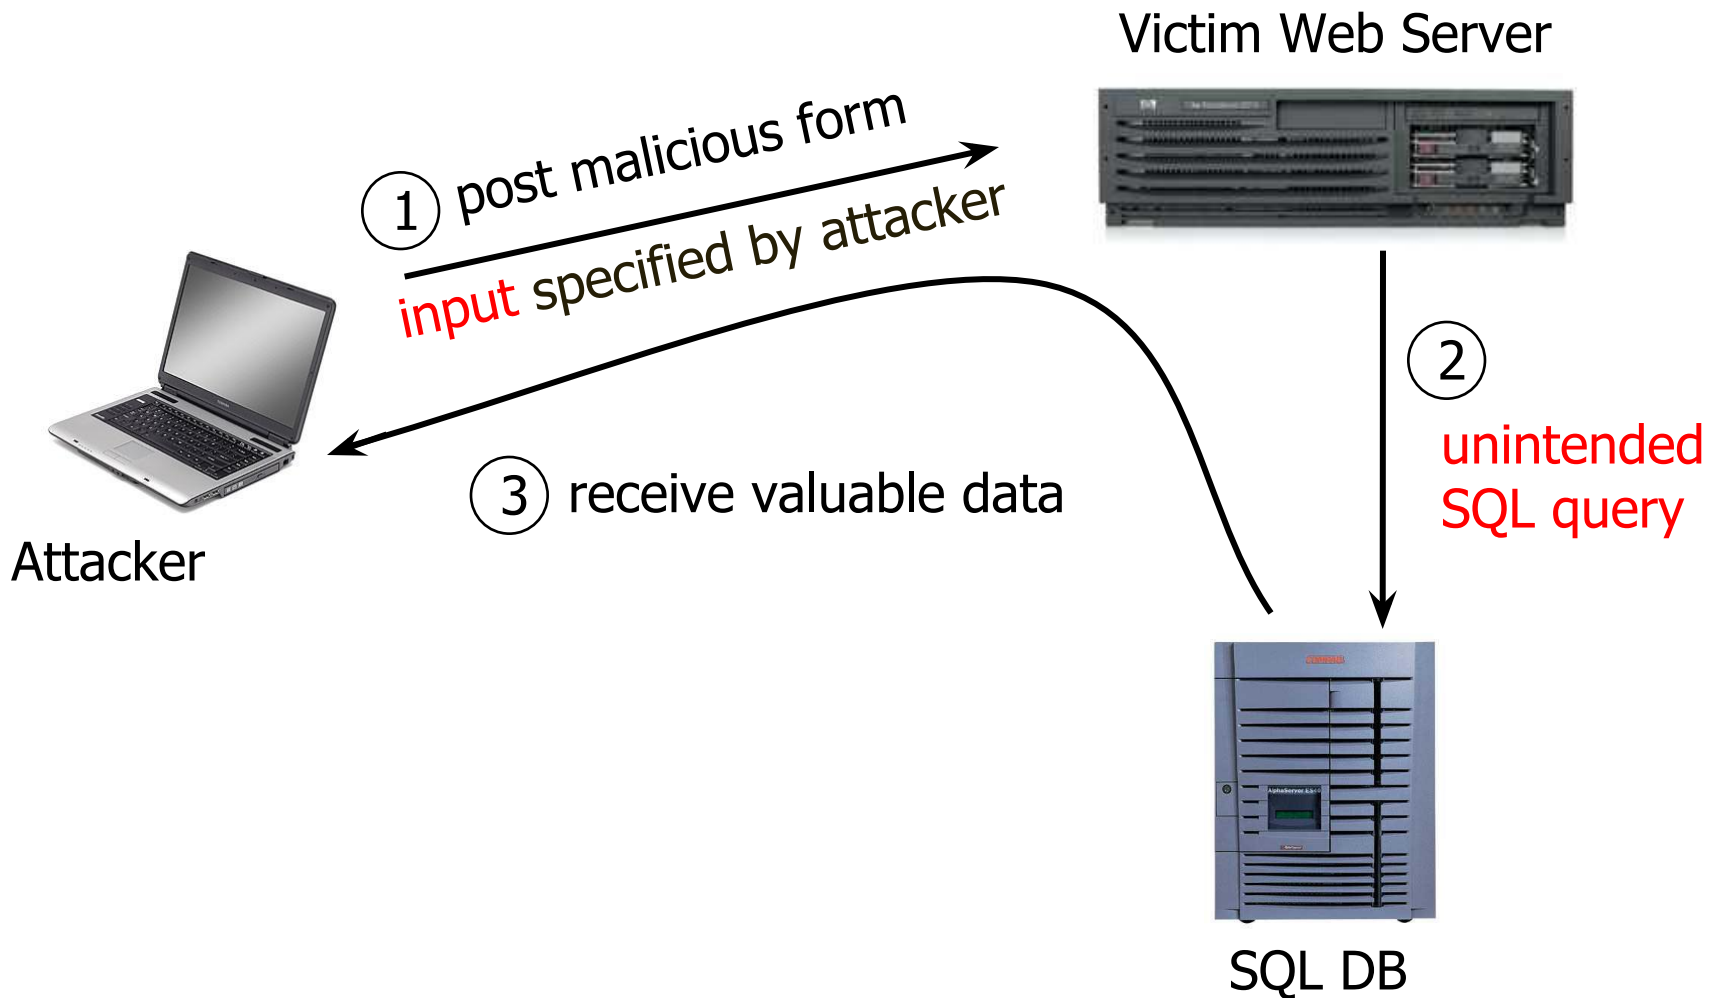 Victim Web Server
1 post malicious form
input specified by attacker
2
unintended
SQL query
3 receive valuable data
Attacker
SQL DB